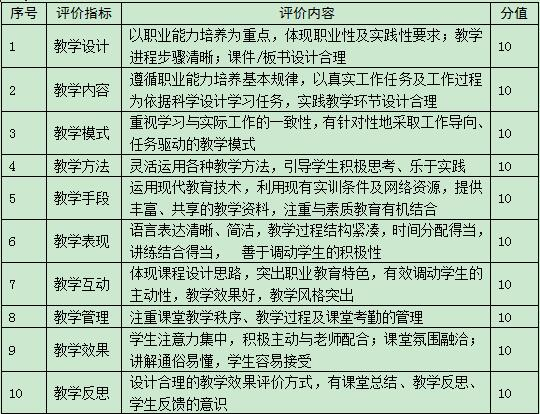 序号 评价指标 评价内容 分值
1 教学设计 以职业能力培养为重点，体现职业性及实践性要求；教学
进程步骤清晰；课件/板书设计合理 10
2 教学内容 遵循职业能力培养基本规律，以真实工作任务及工作过程
为依据科学设计学习任务，实践教学环节设计合理 10
3 教学模式 重视学习与实际工作的一致性，有针对性地采取工作导向、
任务驱动的教学模式 10
4 教学方法 灵活运用各种教学方法，引导学生积极思考、乐于实践 10
5 教学手段 运用现代教育技术，利用现有实训条件及网络资源，提供
丰富、共享的教学资料，注重与素质教育有机结合 10
6 教学表现 语言表达清晰、简洁，教学过程结构紧凑，时间分配得当，
讲练结合得当， 善于调动学生的积极性 10
7 教学互动 体现课程设计思路，突出职业教育特色，有效调动学生的
主动性，教学效果好，教学风格突出 10
8 教学管理 注重课堂教学秩序、教学过程及课堂考勤的管理 10
9 教学效果 学生注意力集中，积极主动与老师配合；课堂氛围融洽；
讲解通俗易懂，学生容易接受 10
10 教学反思 设计合理的教学效果评价方式，有课堂总结、教学反思、
学生反馈的意识 10